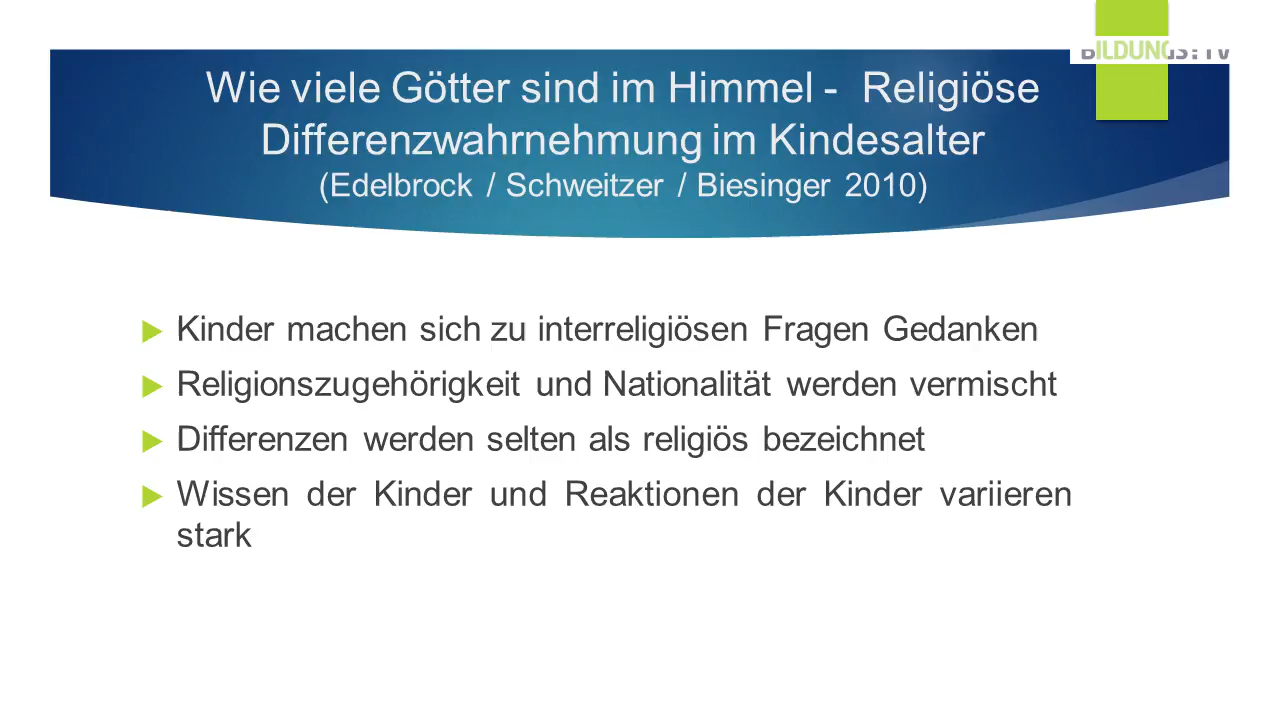 BILDUNGS.TV
Wie viele Götter sind im Himmel - Religiöse
Differenzwahrnehmung im Kindesalter
(Edelbrock / Schweitzer / Biesinger 2010)
Kinder machen sich zu interreligiösen Fragen Gedanken
Religionszugehörigkeit und Nationalität werden vermischt
Differenzen werden selten als religiös bezeichnet
Wissen der Kinder und Reaktionen der Kinder variieren
stark